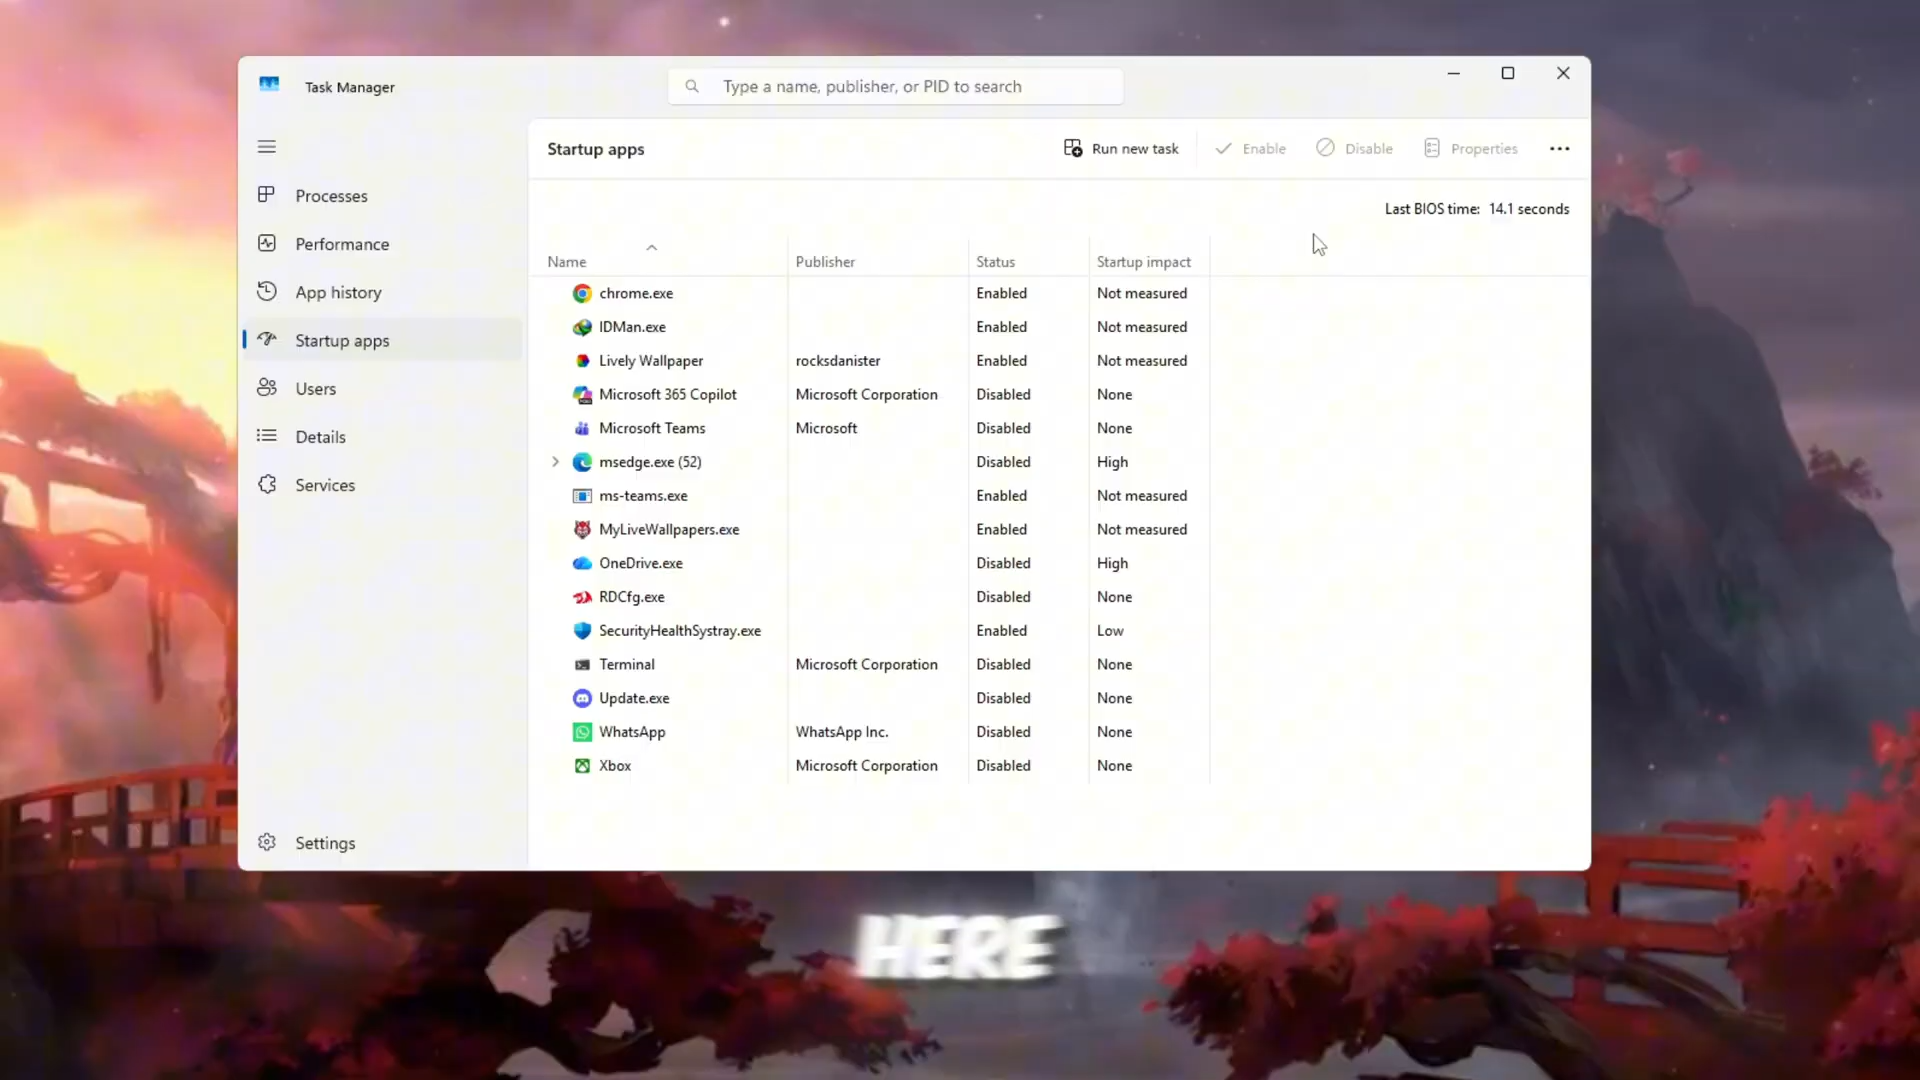 Task Manager
Type a name, publisher, or PID to search
Startup apps
Run new task
Enable
Disable
Properties
Processes
Performance
App history
Startup apps
Users
Details
Services
Settings
Last BIOS time: 14.1 seconds
Name Publisher Status Startup impact
chrome.exe Enabled Not measured
IDMan.exe Enabled Not measured
Lively Wallpaper rocksdanister Enabled Not measured
Microsoft 365 Copilot Microsoft Corporation Disabled None
Microsoft Teams Microsoft Disabled None
msedge.exe (52) Disabled High
ms-teams.exe Enabled Not measured
MyLiveWallpapers.exe Enabled Not measured
OneDrive.exe Disabled High
RDCfg.exe Disabled None
SecurityHealthSystray.exe Enabled Low
Terminal Microsoft Corporation Disabled None
Update.exe Disabled None
WhatsApp WhatsApp Inc. Disabled None
Xbox Microsoft Corporation Disabled None
HERE